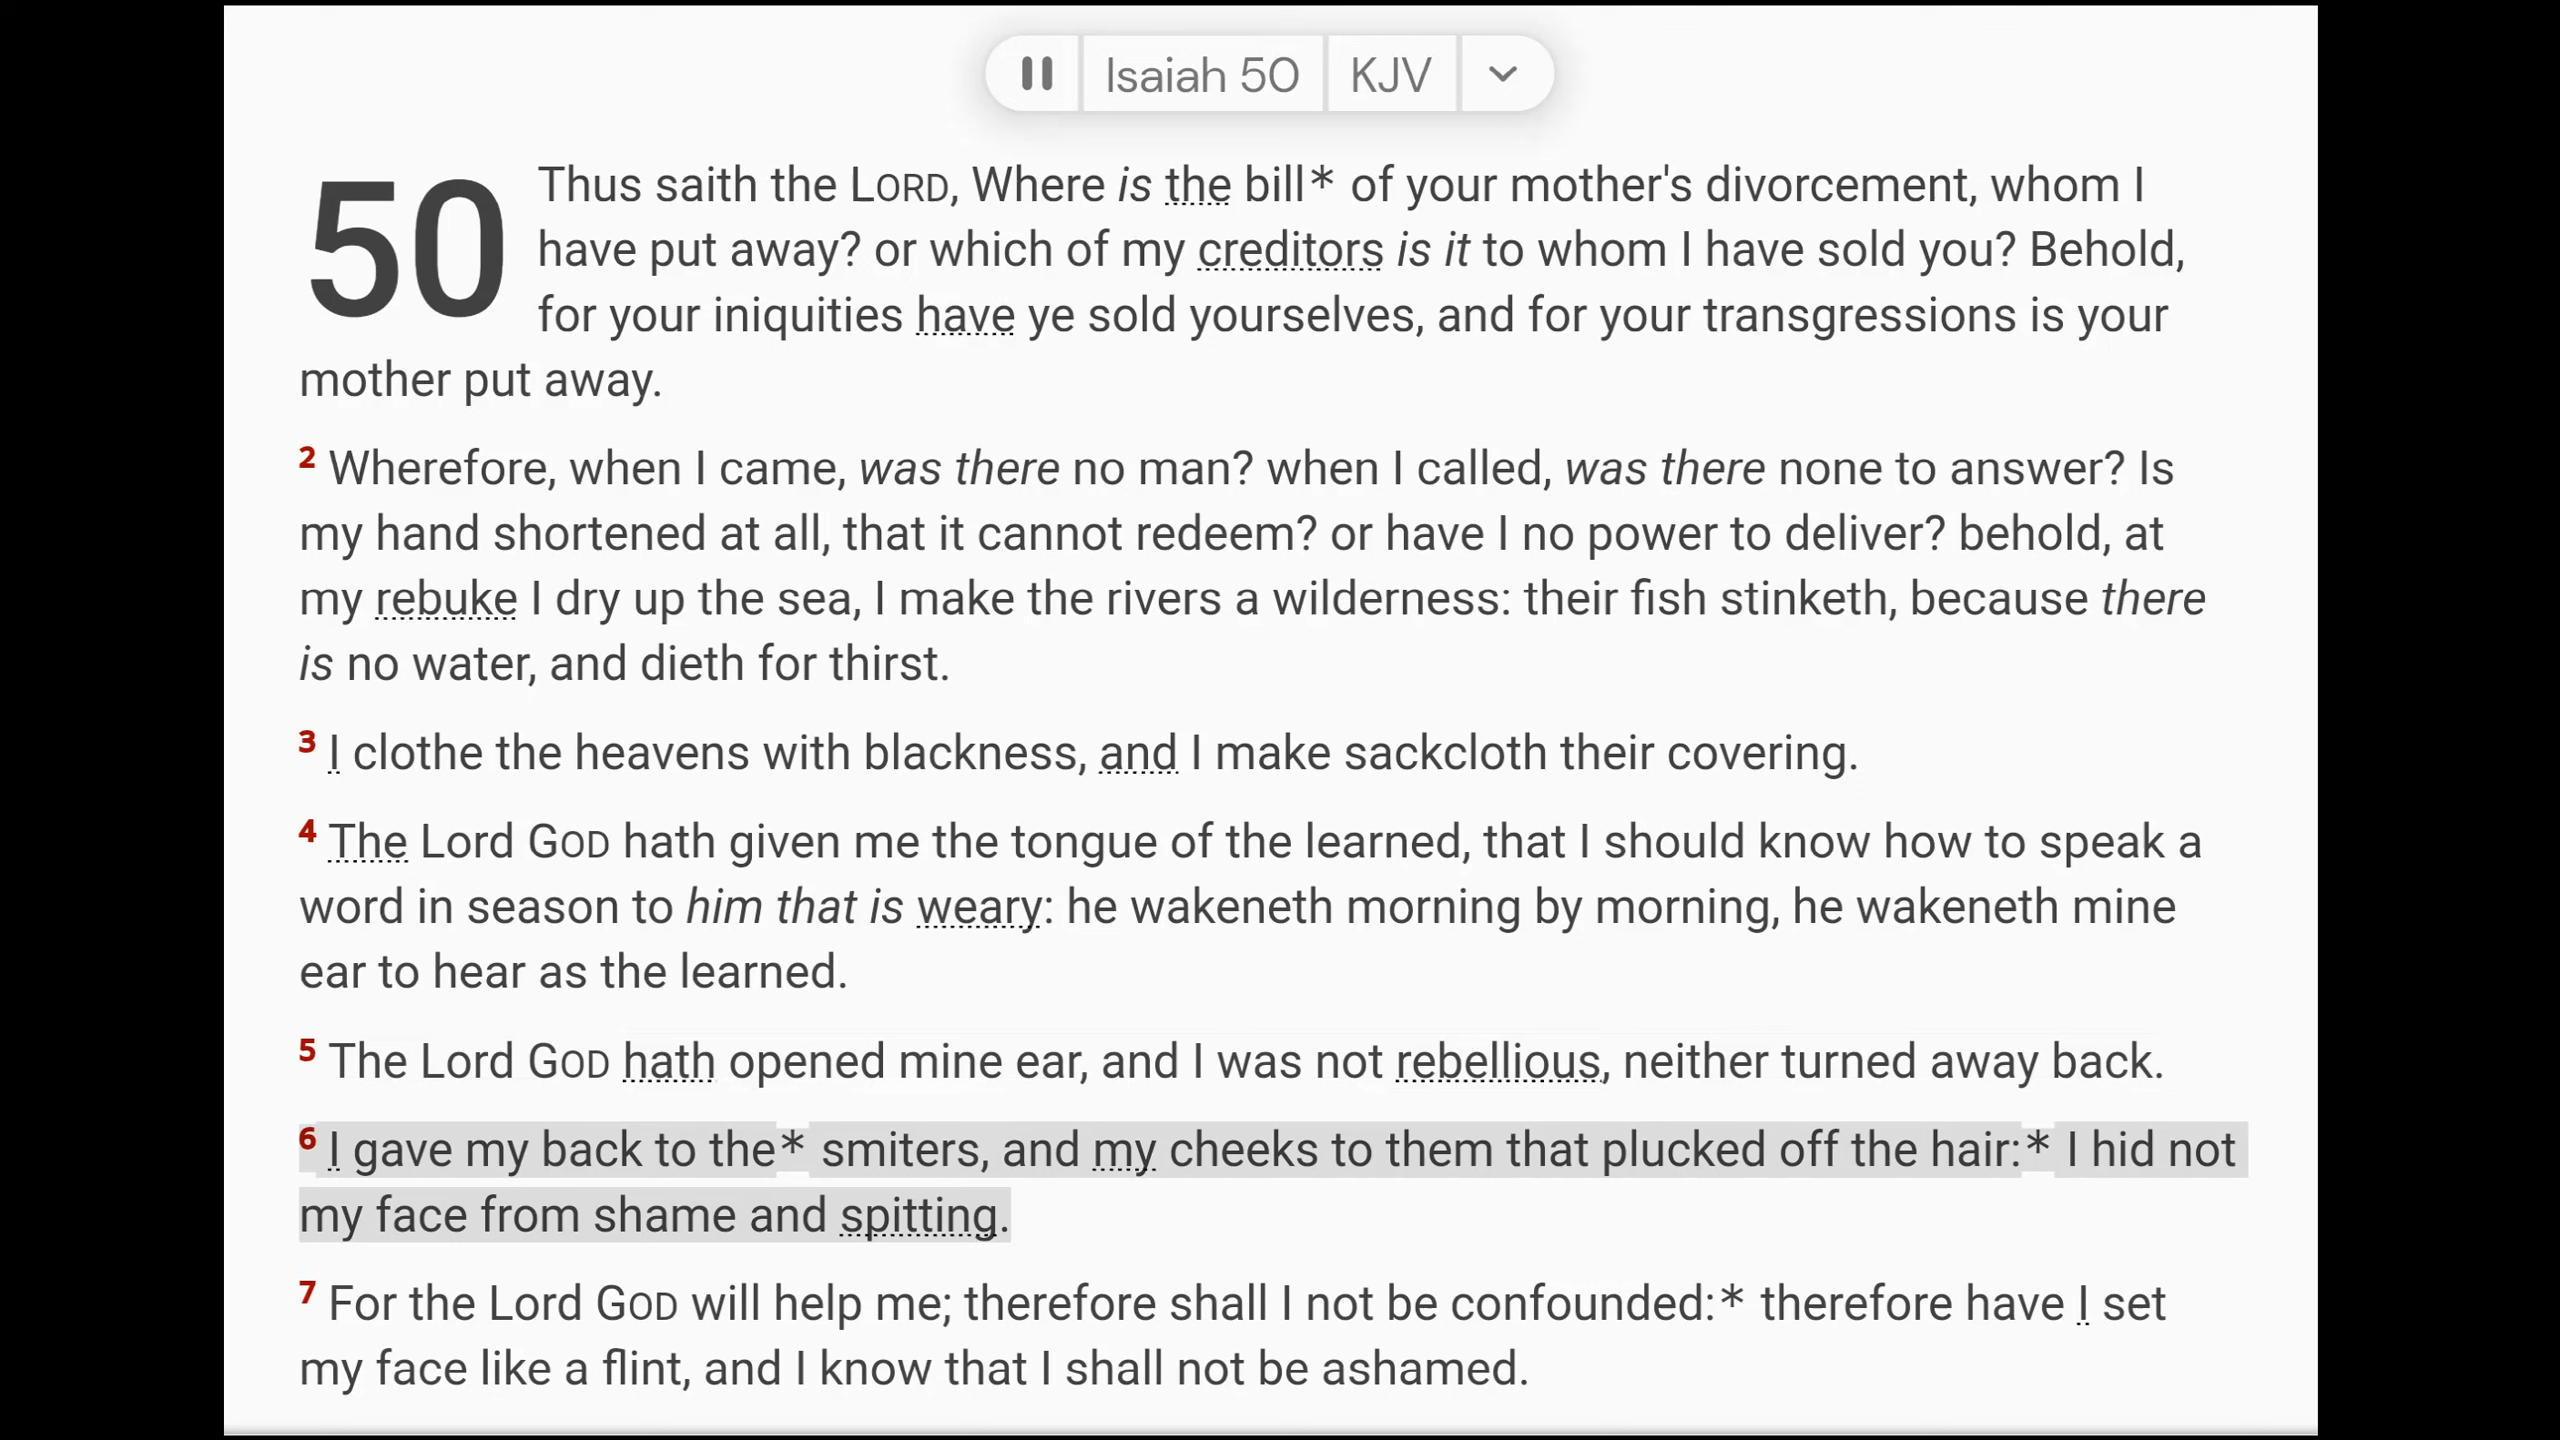 Isaiah 50 KJV
50 Thus saith the LORD, Where is the bill* of your mother's divorcement, whom I
have put away? or which of my creditors is it to whom I have sold you? Behold,
for your iniquities have ye sold yourselves, and for your transgressions is your
mother put away.
2 Wherefore, when I came, was there no man? when I called, was there none to answer? Is
my hand shortened at all, that it cannot redeem? or have I no power to deliver? behold, at
my rebuke I dry up the sea, I make the rivers a wilderness: their fish stinketh, because there
is no water, and dieth for thirst.
3 I clothe the heavens with blackness, and I make sackcloth their covering.
4 The Lord GOD hath given me the tongue of the learned, that I should know how to speak a
word in season to him that is weary: he wakeneth morning by morning, he wakeneth mine
ear to hear as the learned.
5 The Lord GOD hath opened mine ear, and I was not rebellious, neither turned away back.
6 I gave my back to the* smiters, and my cheeks to them that plucked off the hair:* I hid not
my face from shame and spitting.
7 For the Lord GOD will help me; therefore shall I not be confounded:* therefore have I set
my face like a flint, and I know that I shall not be ashamed.